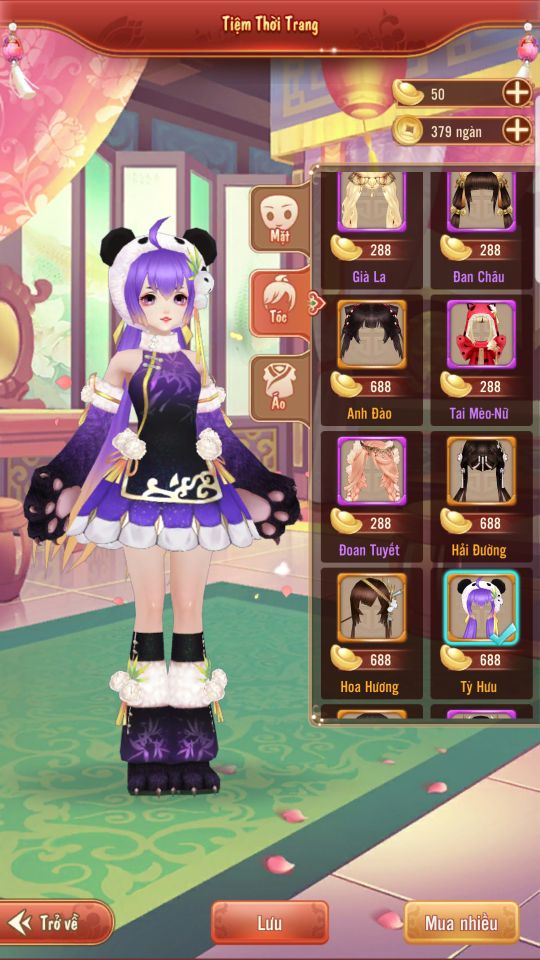 Tiệm Thời Trang
50
379 ngàn
Mặt
Tóc
Áo
288
288
Già La
Đan Châu
688
288
Anh Đào
Tai Mèo-Nữ
288
688
Đoan Tuyết
Hải Đường
688
688
Hoa Hương
Tỳ Hưu
Trở về
Lưu
Mua nhiều